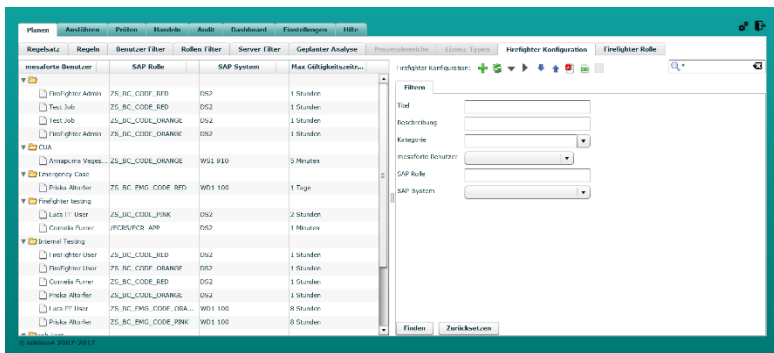 Planen Ausführen Prüfen Handeln Audit Dashboard Einstellungen Hilfe
Regelsatz Regeln Benutzer Filter Rollen Filter Server Filter Geplanter Analyse Prozessbereiche Lizenz Typen Firefighter Konfiguration Firefighter Rolle
mesaforte Benutzer SAP Rolle SAP System Max Gültigkeitszeitr...
Firefighter Konfiguration:
FireFighter Admin ZS_BC_CODE_RED DS2 1 Stunden
Test Job ZS_BC_CODE_RED DS2 1 Stunden
Test Job ZS_BC_CODE_ORANGE DS2 1 Stunden
FireFighter Admin ZS_BC_CODE_ORANGE DS2 1 Stunden
CUA
Annapurna Veges... ZS_BC_CODE_ORANGE WS1 910 5 Minuten
Emergency Case
Priska Altorfer ZS_BC_EMG_CODE_RED WD1 100 1 Tage
Firefighter testing
Luca FF User ZS_BC_CODE_PINK DS2 2 Stunden
Cornelia Furrer DS2 1 Minuten
Internal Testing
FireFighter User ZS_BC_CODE_RED DS2 1 Stunden
FireFighter User ZS_BC_CODE_ORANGE DS2 1 Stunden
Cornelia Furrer ZS_BC_CODE_RED DS2 1 Stunden
Priska Altorfer ZS_BC_CODE_ORANGE DS2 1 Stunden
Luca FF User ZS_BC_EMG_CODE_ORA... WD1 100 8 Stunden
Priska Altorfer ZS_BC_EMG_CODE_PINK WD1 100 8 Stunden
Job Test
Filtern
Titel
Beschreibung
Kategorie
mesaforte Benutzer
SAP Rolle
SAP System
Finden Zurücksetzen
© wikima4 2002-2017